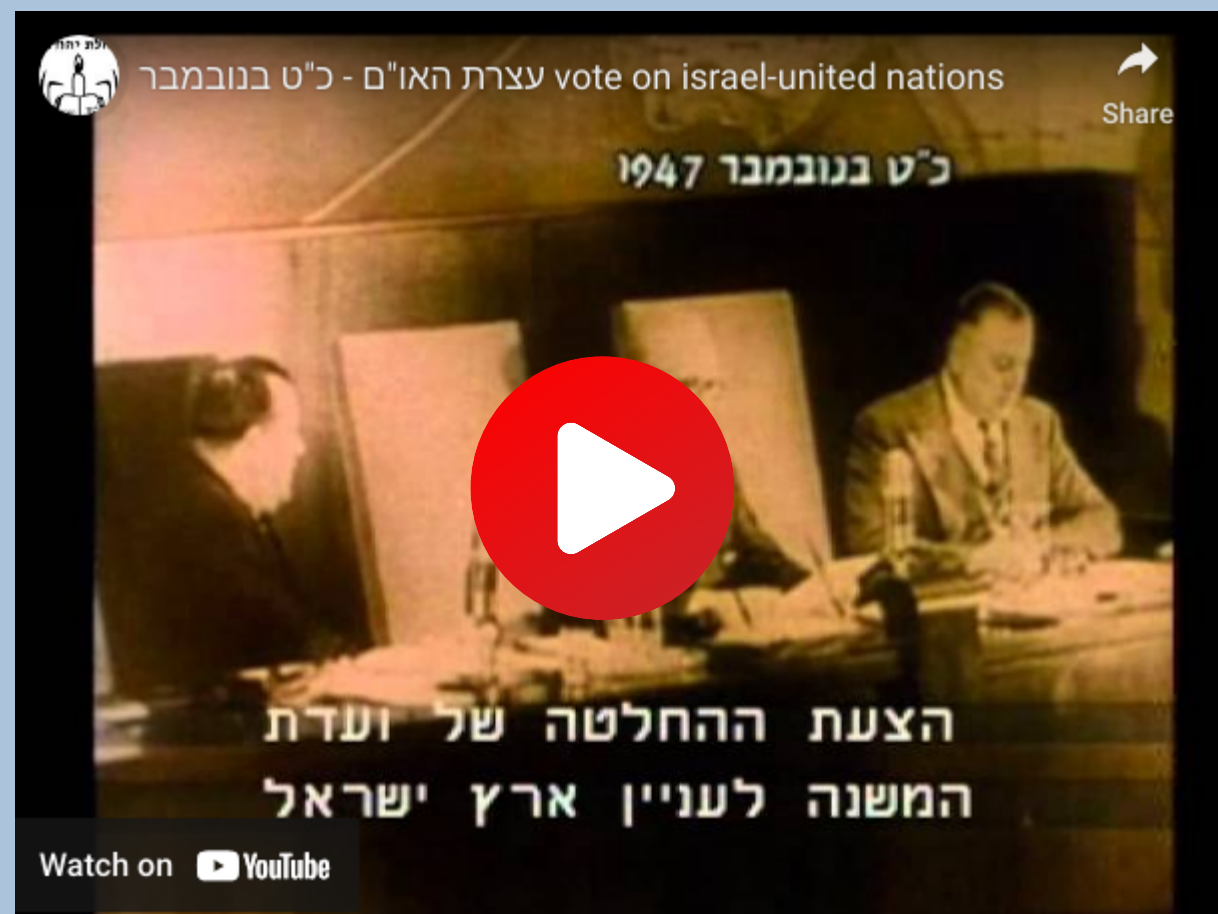 עצרת האו"ם - כ"ט בנובמבר vote on israel-united nations
Share
כ"ט בנובמבר 1947
הצעת ההחלטה של ועדת
המשנה לעניין ארץ ישראל
Watch on YouTube